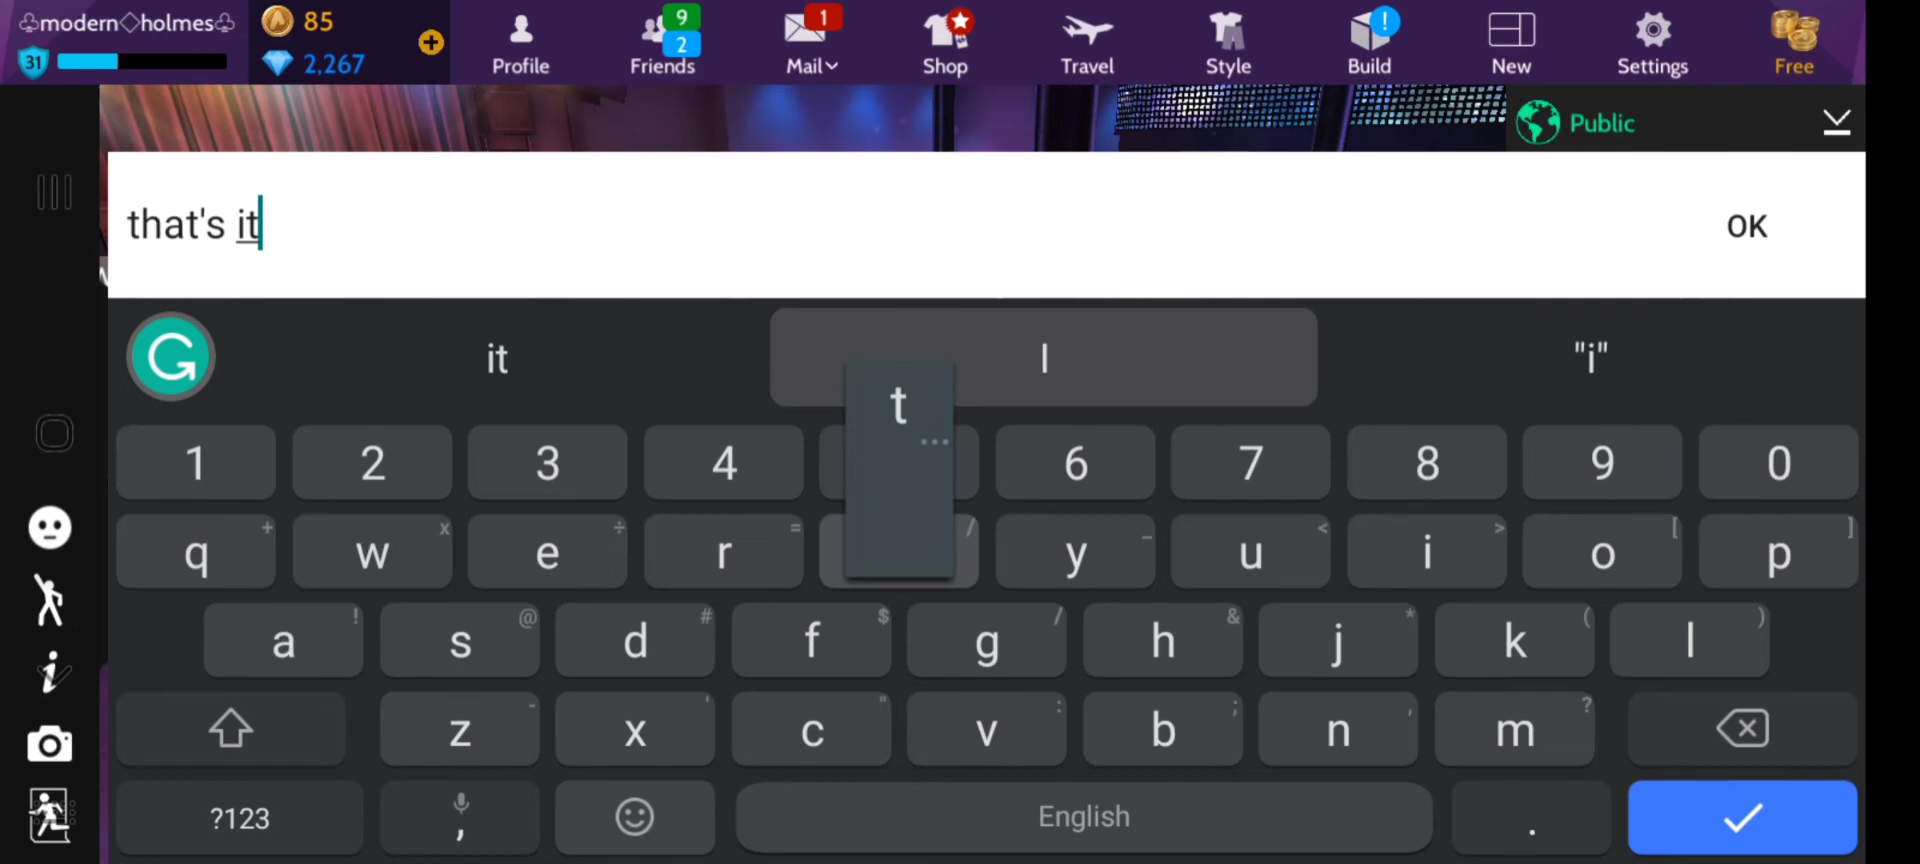 ♧modern◇holmes♧
31
85
2,267
Profile
9
2
Friends
1
Mail
Shop
Travel
Style
!
Build
New
Settings
Free
Public
that's it
OK
it
I
"i"
t
...
1 2 3 4 6 7 8 9 0
q + w x e ÷ r = / y _ u < i > o [ p ]
a ! s @ d # f $ g / h & j * k ( l )
z - x ' c " v : b ; n , m ?
?123 , English .